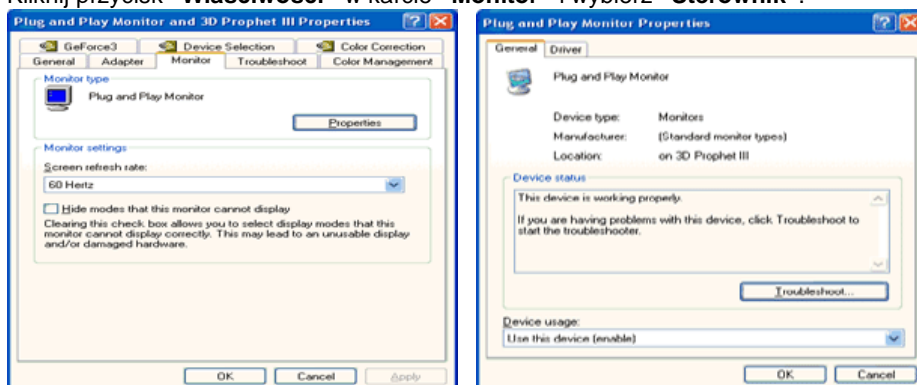 Kliknij przycisk "Właściwości" w karcie "Monitor" i wybierz "Sterownik".
Plug and Play Monitor and 3D Prophet III Properties
GeForce3 Device Selection Color Correction
General Adapter Monitor Troubleshoot Color Management
Monitor type
Plug and Play Monitor
Properties
Monitor settings
Screen refresh rate:
60 Hertz
Hide modes that this monitor cannot display
Clearing this check box allows you to select display modes that this
monitor cannot display correctly. This may lead to an unusable display
and/or damaged hardware.
OK Cancel Apply
Plug and Play Monitor Properties
General Driver
Plug and Play Monitor
Device type: Monitors
Manufacturer: (Standard monitor types)
Location: on 3D Prophet III
Device status
This device is working properly.
If you are having problems with this device, click Troubleshoot to
start the troubleshooter.
Troubleshoot...
Device usage:
Use this device (enable)
OK Cancel